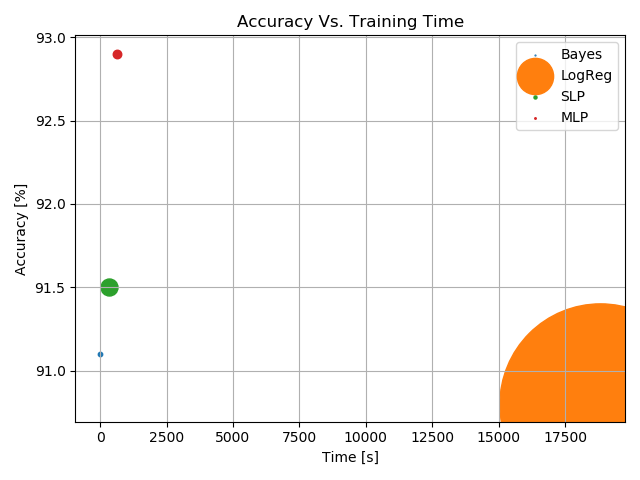 Accuracy Vs. Training Time
Accuracy [%]
93.0
92.5
92.0
91.5
91.0
Bayes
LogReg
SLP
MLP
0 2500 5000 7500 10000 12500 15000 17500
Time [s]